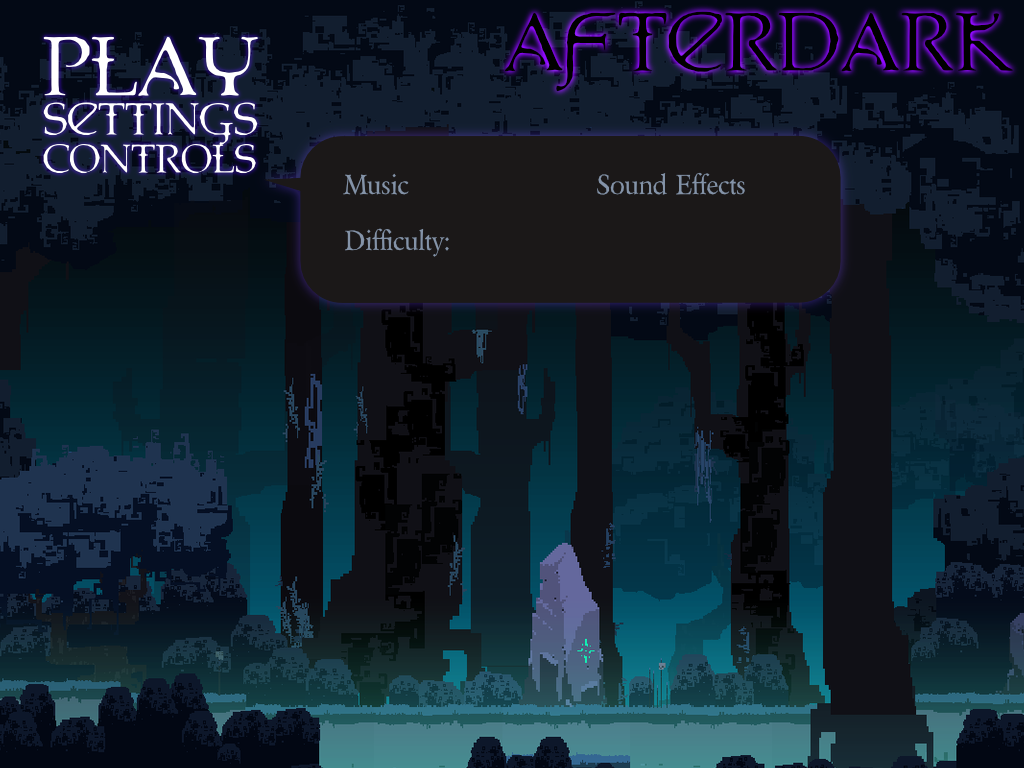 AFTERDARK
PLAY
SETTINGS
CONTROLS
Music
Sound Effects
Difficulty: